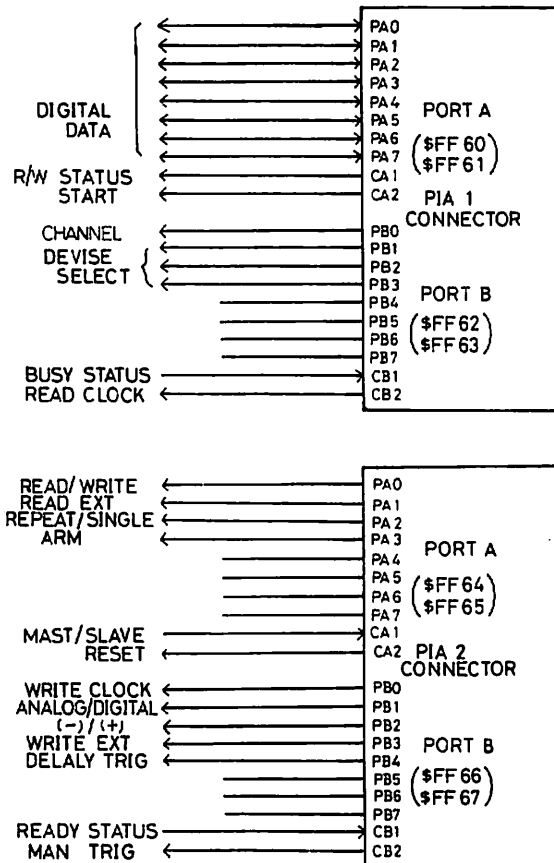 PA0
PA1
PA2
PA3
DIGITAL DATA
PA4
PORT A
PA5
PA6
($FF60)
PA7
($FF61)
R/W STATUS
CA1
START
CA2
PIA 1
CONNECTOR
CHANNEL
PB0
DEVISE
PB1
SELECT
PB2
PB3
PORT B
PB4
PB5
($FF62)
PB6
($FF63)
PB7
BUSY STATUS
CB1
READ CLOCK
CB2
READ/WRITE
PA0
READ EXT
PA1
REPEAT/SINGLE
PA2
ARM
PA3
PORT A
PA4
PA5
($FF64)
PA6
($FF65)
PA7
MAST/SLAVE
CA1
RESET
CA2
PIA 2
CONNECTOR
WRITE CLOCK
PB0
ANALOG/DIGITAL
PB1
(-)/(+)
PB2
WRITE EXT
PB3
PORT B
DELALY TRIG
PB4
PB5
($FF66)
PB6
($FF67)
PB7
READY STATUS
CB1
MAN TRIG
CB2